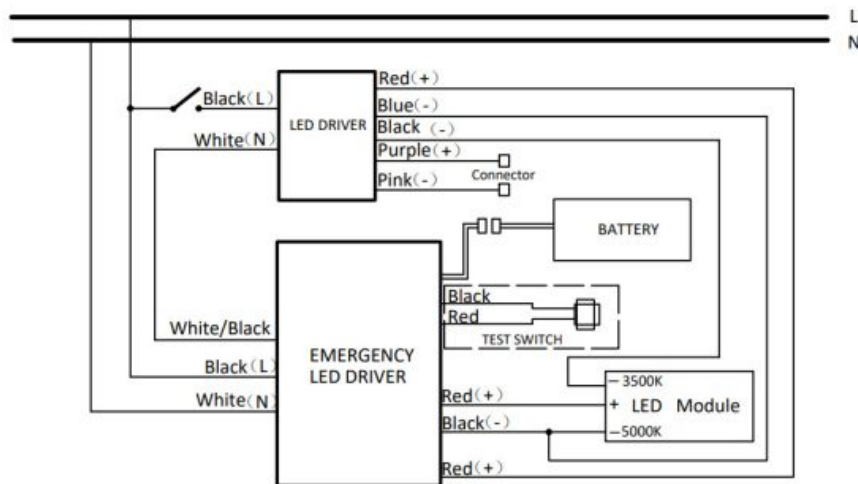 L
N
Black(L)
White(N)
LED DRIVER
Red(+)
Blue(-)
Black (-)
Purple(+)
Pink(-)
Connector
BATTERY
Black
Red
TEST SWITCH
White/Black
Black(L)
White(N)
EMERGENCY
LED DRIVER
Red(+)
Black(-)
Red(+)
－3500K
+ LED Module
－5000K